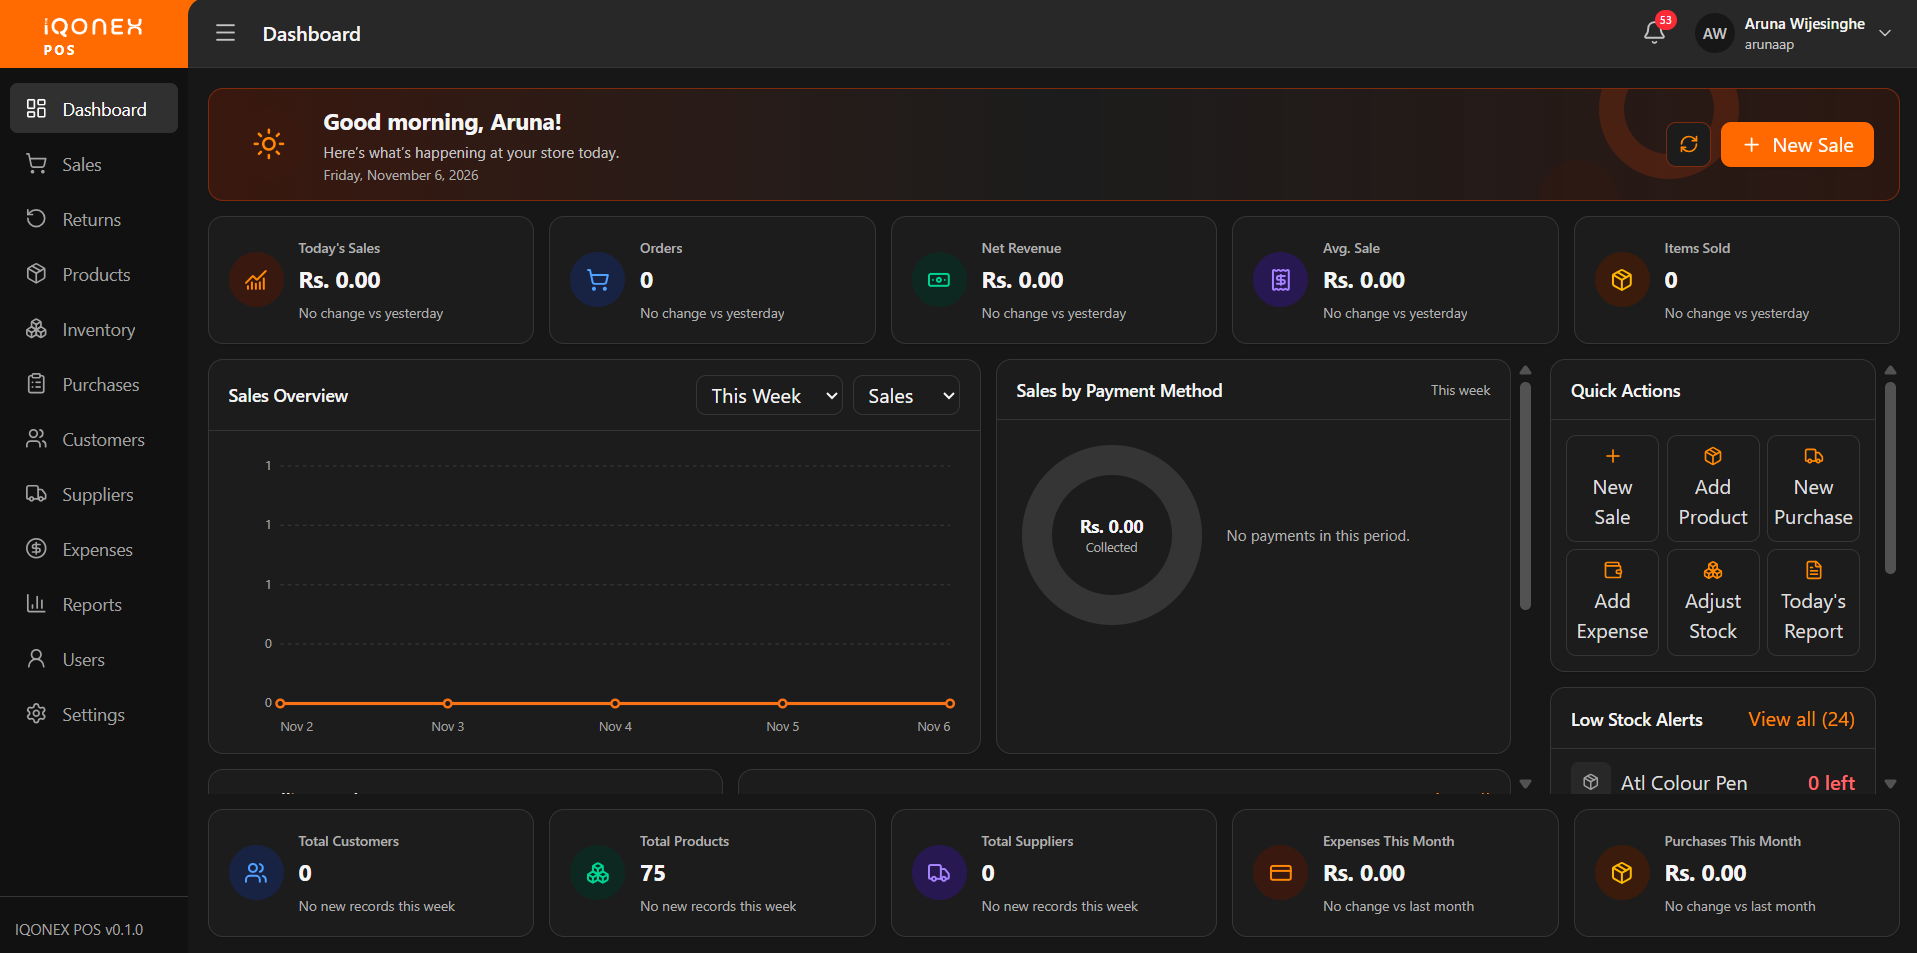 iQONEX
POS
Dashboard
53
AW
Aruna Wijesinghe
arunaap
Dashboard
Sales
Returns
Products
Inventory
Purchases
Customers
Suppliers
Expenses
Reports
Users
Settings
IQONEX POS v0.1.0
Good morning, Aruna!
Here's what's happening at your store today.
Friday, November 6, 2026
New Sale
Today's Sales
Rs. 0.00
No change vs yesterday
Orders
0
No change vs yesterday
Net Revenue
Rs. 0.00
No change vs yesterday
Avg. Sale
Rs. 0.00
No change vs yesterday
Items Sold
0
No change vs yesterday
Sales Overview
This Week
Sales
1
1
1
0
0
Nov 2
Nov 3
Nov 4
Nov 5
Nov 6
Sales by Payment Method
This week
Rs. 0.00
Collected
No payments in this period.
Quick Actions
New
Sale
Add
Product
New
Purchase
Add
Expense
Adjust
Stock
Today's
Report
Low Stock Alerts
View all (24)
Atl Colour Pen
0 left
Total Customers
0
No new records this week
Total Products
75
No new records this week
Total Suppliers
0
No new records this week
Expenses This Month
Rs. 0.00
No change vs last month
Purchases This Month
Rs. 0.00
No change vs last month